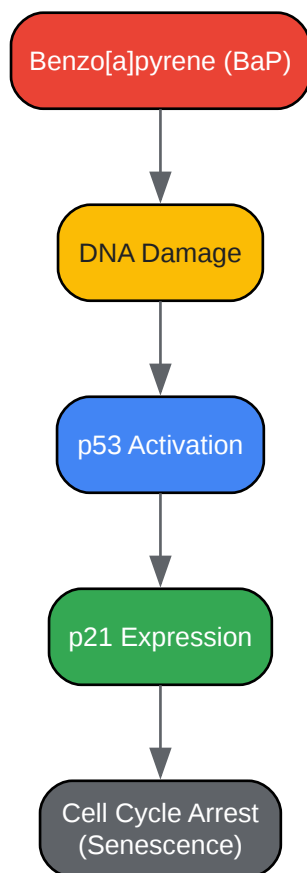 Benzo[a]pyrene (BaP)
DNA Damage
p53 Activation
p21 Expression
Cell Cycle Arrest
(Senescence)